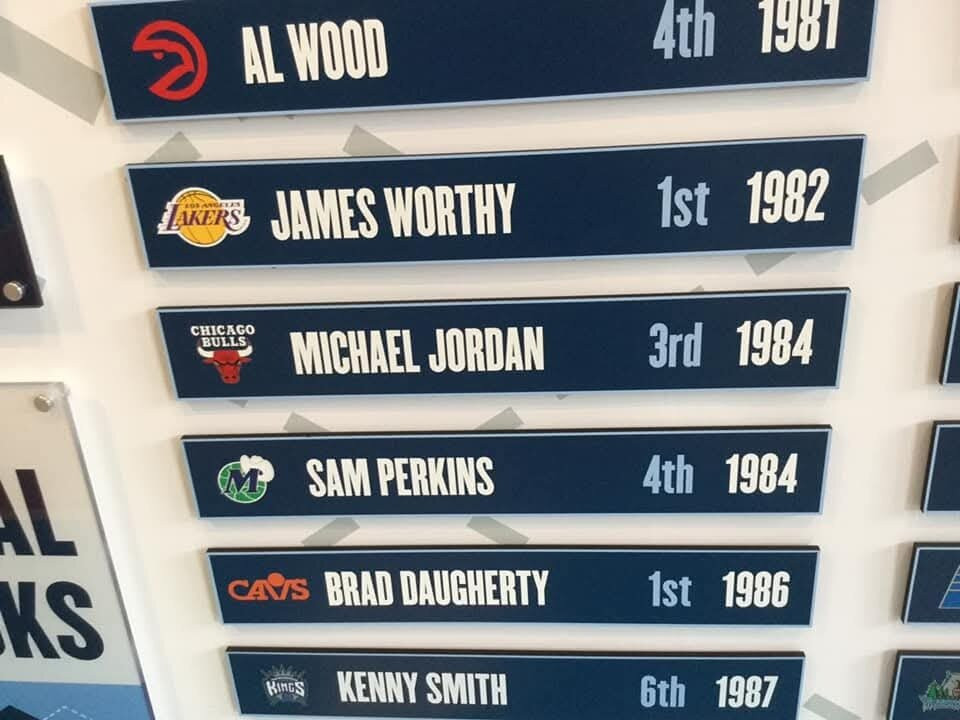 AL WOOD 4th 1981
LOS ANGELES
LAKERS
JAMES WORTHY 1st 1982
CHICAGO
BULLS
MICHAEL JORDAN 3rd 1984
M
SAM PERKINS 4th 1984
CAVS
BRAD DAUGHERTY 1st 1986
KINGS
KENNY SMITH 6th 1987
AL
KS